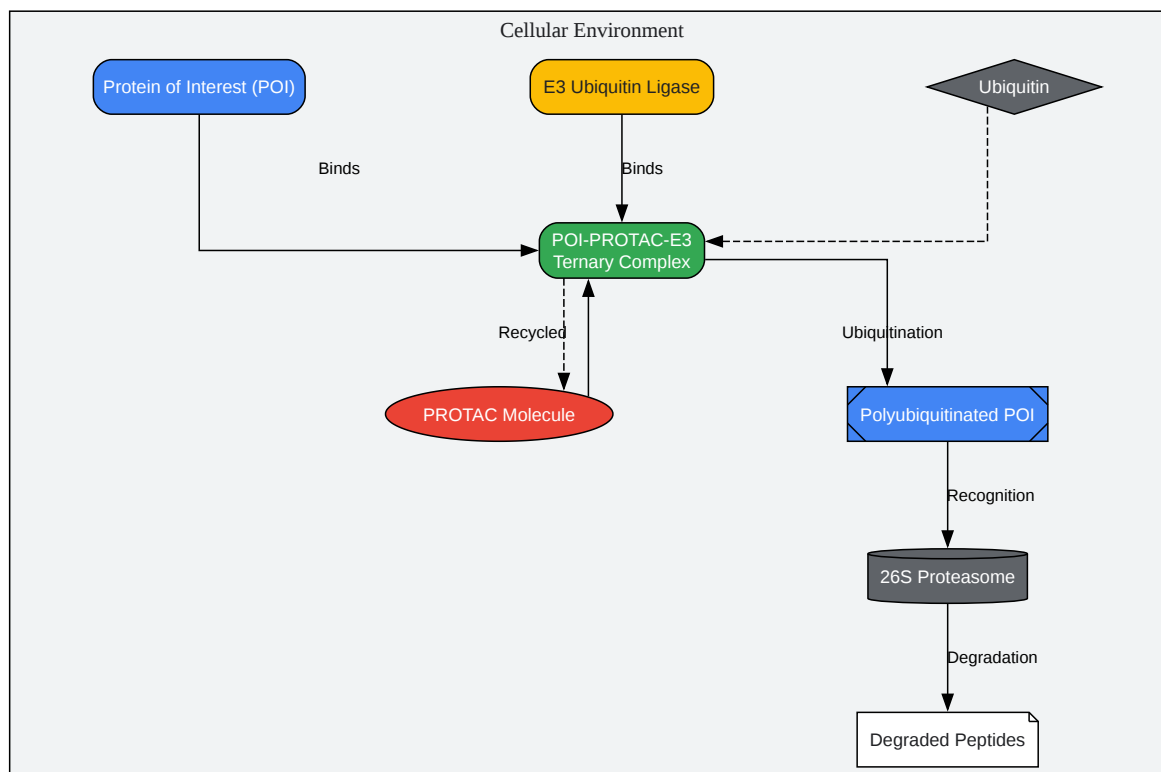 Cellular Environment
Protein of Interest (POI)
E3 Ubiquitin Ligase
Ubiquitin
Binds
Binds
POI-PROTAC-E3
Ternary Complex
Recycled
Ubiquitination
PROTAC Molecule
Polyubiquitinated POI
Recognition
26S Proteasome
Degradation
Degraded Peptides